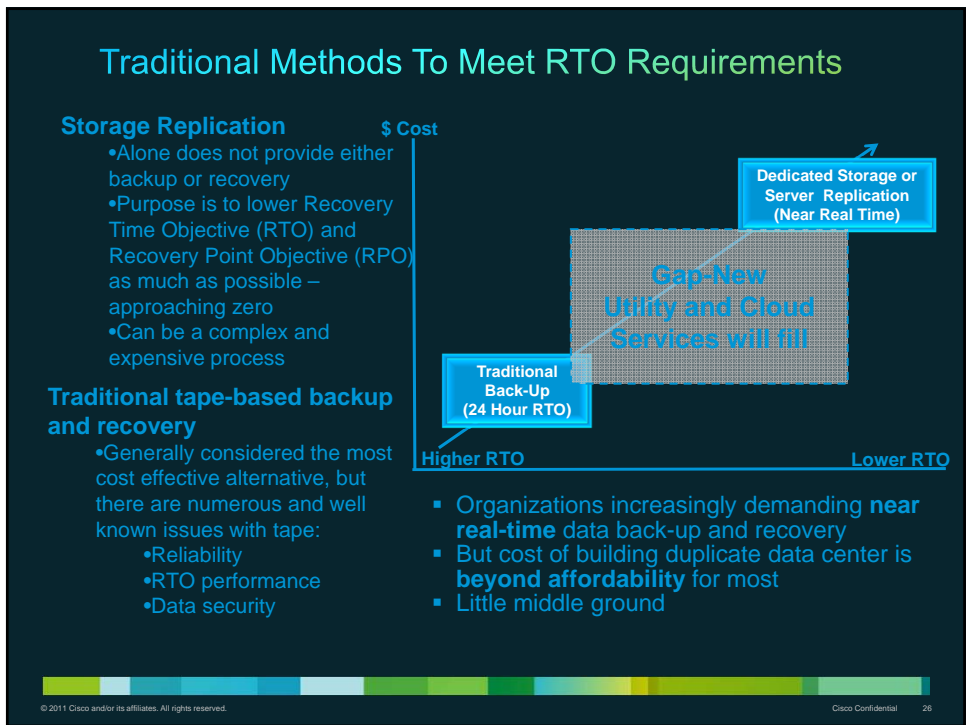 Traditional Methods To Meet RTO Requirements
Storage Replication
•Alone does not provide either
backup or recovery
•Purpose is to lower Recovery
Time Objective (RTO) and
Recovery Point Objective (RPO)
as much as possible –
approaching zero
•Can be a complex and
expensive process
Traditional tape-based backup
and recovery
•Generally considered the most
cost effective alternative, but
there are numerous and well
known issues with tape:
•Reliability
•RTO performance
•Data security
$ Cost
Dedicated Storage or
Server Replication
(Near Real Time)
Gap-New
Utility and Cloud
Services will fill
Traditional
Back-Up
(24 Hour RTO)
Higher RTO
Lower RTO
▪ Organizations increasingly demanding near
real-time data back-up and recovery
▪ But cost of building duplicate data center is
beyond affordability for most
▪ Little middle ground
© 2011 Cisco and/or its affiliates. All rights reserved.
Cisco Confidential
26